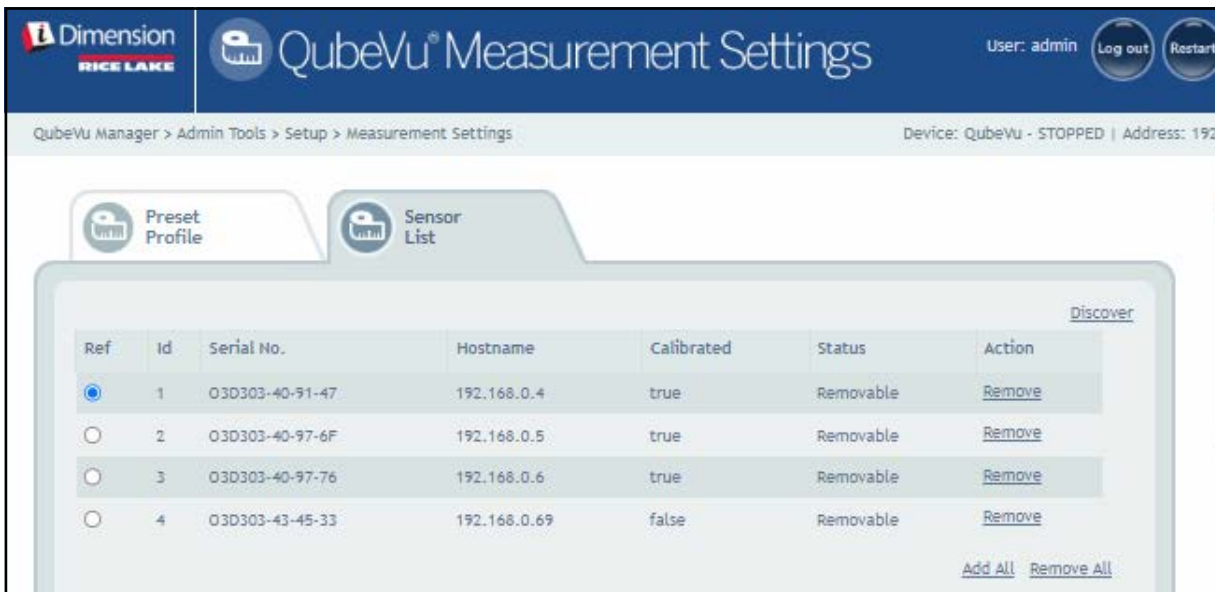 iDimension
RICE LAKE
QubeVu® Measurement Settings
User: admin
Log out
Restart
QubeVu Manager > Admin Tools > Setup > Measurement Settings
Device: QubeVu - STOPPED | Address: 192
Preset
Profile
Sensor
List
Discover
Ref Id Serial No. Hostname Calibrated Status Action
1 O3D303-40-91-47 192.168.0.4 true Removable Remove
2 O3D303-40-97-6F 192.168.0.5 true Removable Remove
3 O3D303-40-97-76 192.168.0.6 true Removable Remove
4 O3D303-43-45-33 192.168.0.69 false Removable Remove
Add All Remove All